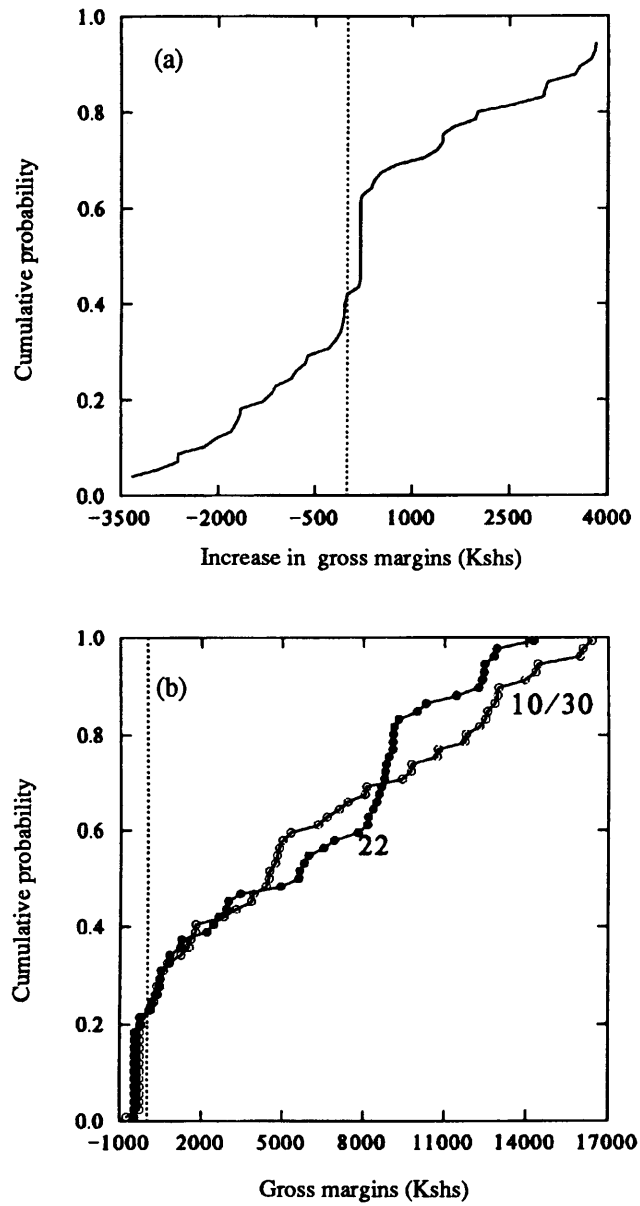 1.0
(a)
0.8
0.6
0.4
0.2
0.0
Cumulative probability
−3500 −2000 −500 1000 2500 4000
Increase in gross margins (Kshs)
1.0
(b)
10/30
0.8
0.6
22
0.4
0.2
0.0
Cumulative probability
−1000 2000 5000 8000 11000 14000 17000
Gross margins (Kshs)